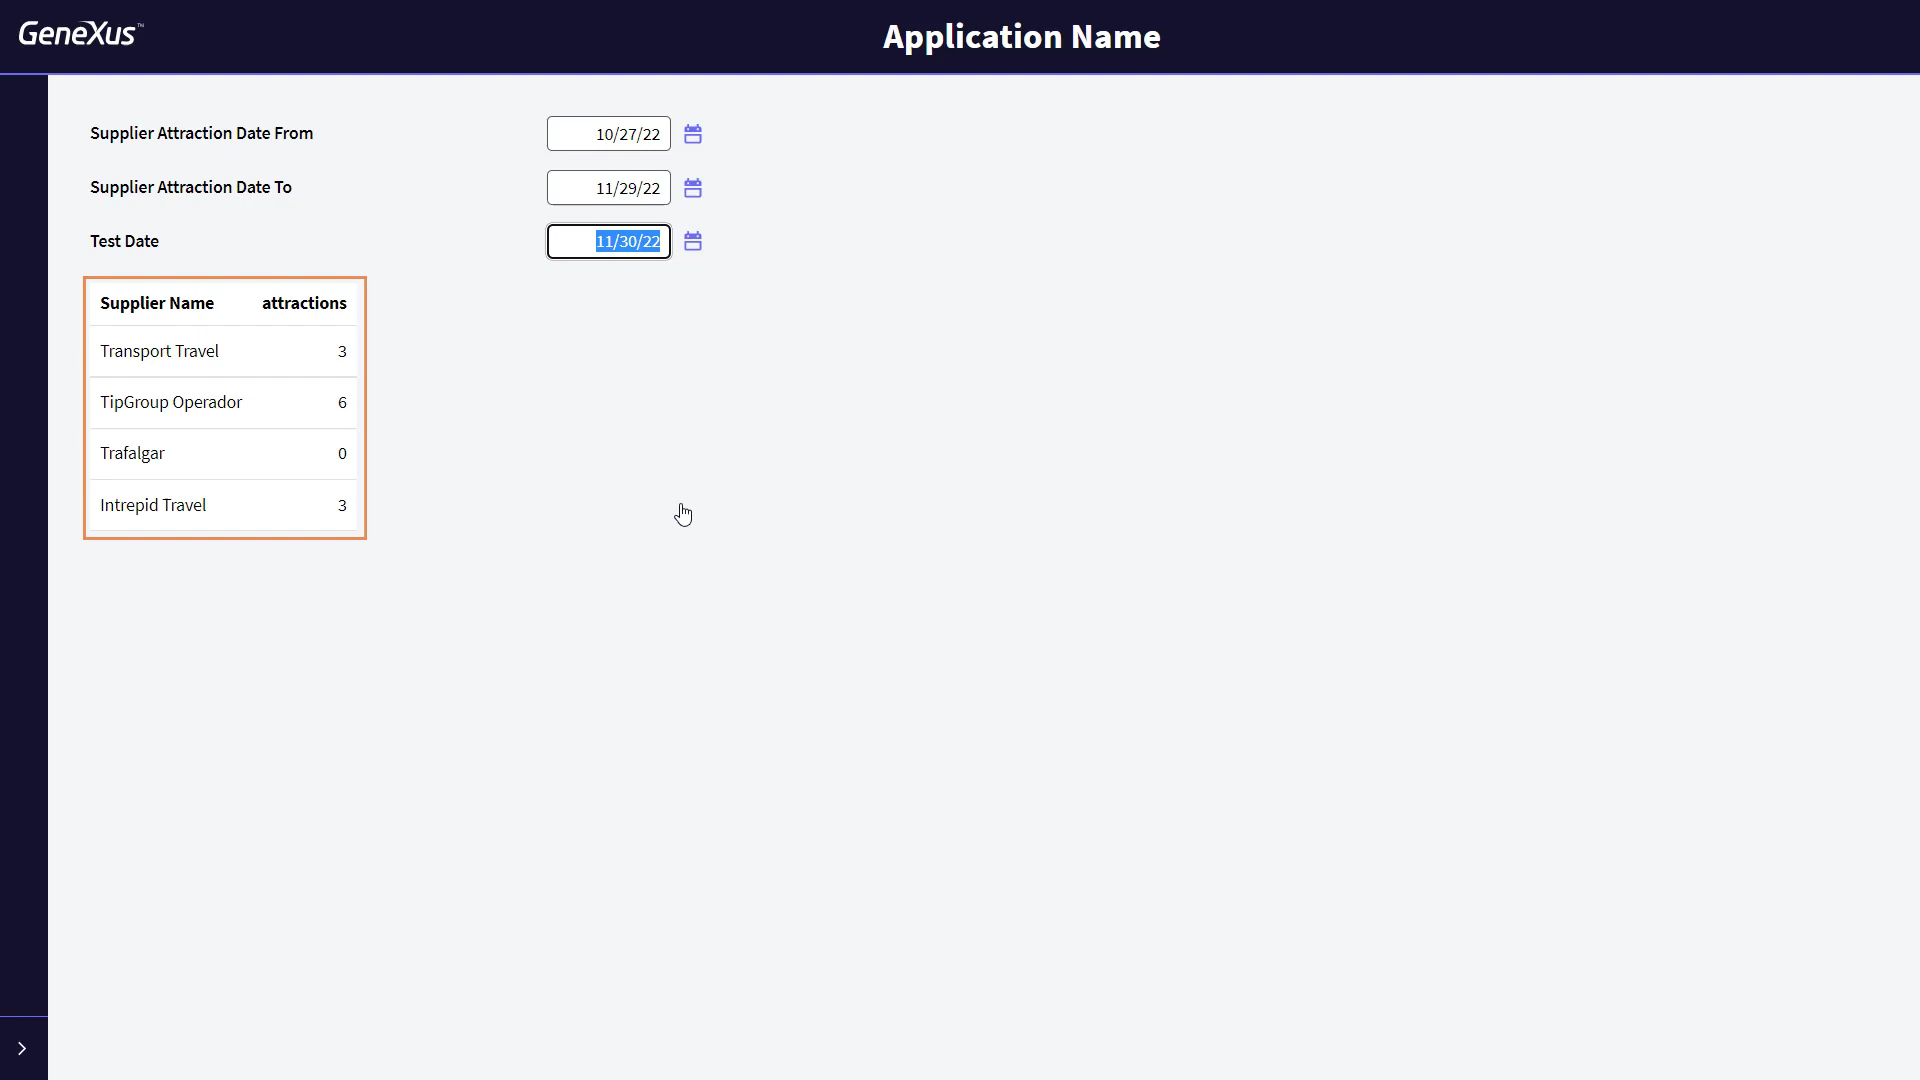 GeneXus™
Application Name
Supplier Attraction Date From 10/27/22
Supplier Attraction Date To 11/29/22
Test Date 11/30/22
Supplier Name attractions
Transport Travel 3
TipGroup Operador 6
Trafalgar 0
Intrepid Travel 3